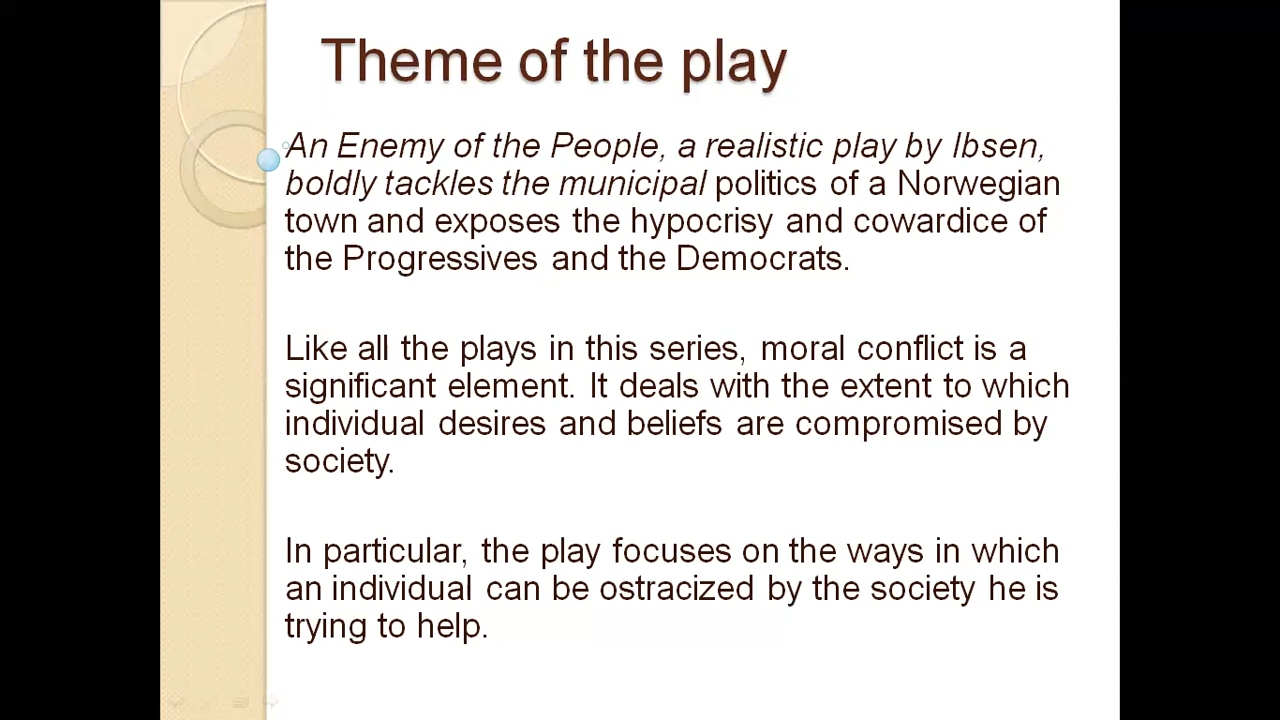 Theme of the play
An Enemy of the People, a realistic play by Ibsen,
boldly tackles the municipal politics of a Norwegian
town and exposes the hypocrisy and cowardice of
the Progressives and the Democrats.
Like all the plays in this series, moral conflict is a
significant element. It deals with the extent to which
individual desires and beliefs are compromised by
society.
In particular, the play focuses on the ways in which
an individual can be ostracized by the society he is
trying to help.